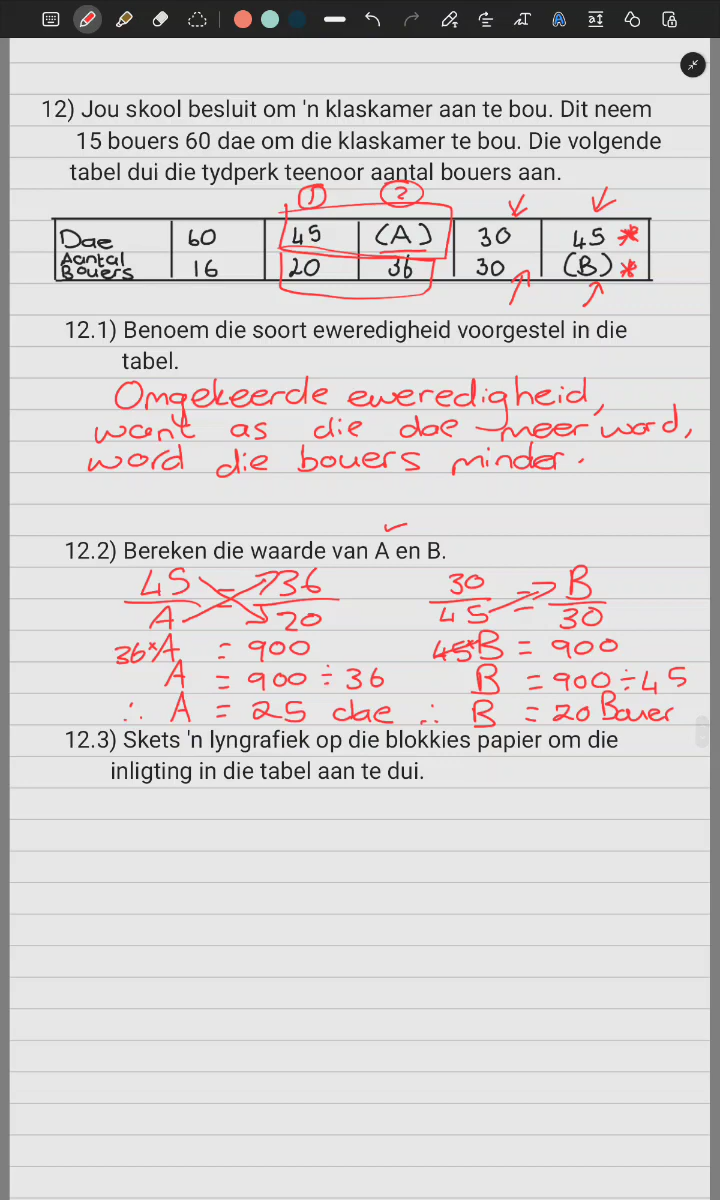 12) Jou skool besluit om 'n klaskamer aan te bou. Dit neem
15 bouers 60 dae om die klaskamer te bou. Die volgende
tabel dui die tydperk teenoor aantal bouers aan.
1 2
Dae 60 45 (A) 30 45 *
Aantal Bouers 16 20 36 30 (B) *
12.1) Benoem die soort eweredigheid voorgestel in die
tabel.
Omgekeerde eweredigheid,
want as die dae meer word,
word die bouers minder.
12.2) Bereken die waarde van A en B.
45/A = 36/20 30/45 = B/30
36×A = 900 45×B = 900
A = 900 ÷ 36 B = 900 ÷ 45
∴ A = 25 dae ∴ B = 20 Bouer
12.3) Skets 'n lyngrafiek op die blokkies papier om die
inligting in die tabel aan te dui.